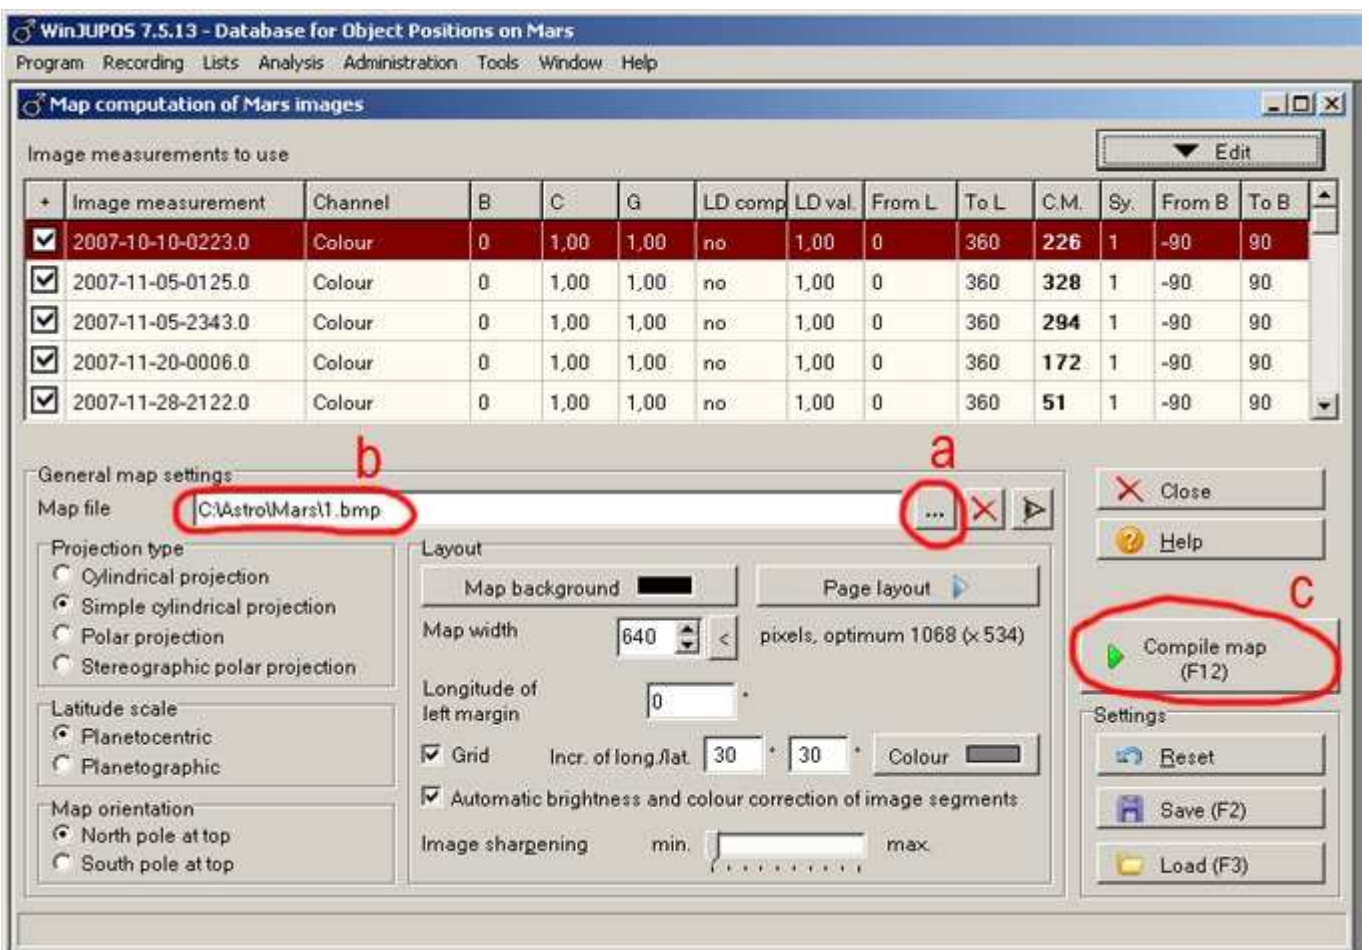 WinJUPOS 7.5.13 - Database for Object Positions on Mars
Program Recording Lists Analysis Administration Tools Window Help
Map computation of Mars images
Image measurements to use
Edit
+ Image measurement Channel B C G LD comp LD val. From L To L C.M. Sy. From B To B
2007-10-10-0223.0 Colour 0 1,00 1,00 no 1,00 0 360 226 1 -90 90
2007-11-05-0125.0 Colour 0 1,00 1,00 no 1,00 0 360 328 1 -90 90
2007-11-05-2343.0 Colour 0 1,00 1,00 no 1,00 0 360 294 1 -90 90
2007-11-20-0006.0 Colour 0 1,00 1,00 no 1,00 0 360 172 1 -90 90
2007-11-28-2122.0 Colour 0 1,00 1,00 no 1,00 0 360 51 1 -90 90
b
a
General map settings
Map file C:\Astro\Mars\1.bmp ...
Projection type
Cylindrical projection
Simple cylindrical projection
Polar projection
Stereographic polar projection
Latitude scale
Planetocentric
Planetographic
Map orientation
North pole at top
South pole at top
Layout
Map background
Page layout
Map width 640 < pixels, optimum 1068 (x 534)
Longitude of
left margin 0 °
Grid Incr. of long./lat. 30 ° 30 ° Colour
Automatic brightness and colour correction of image segments
Image sharpening min. max.
Close
Help
c
Compile map
(F12)
Settings
Reset
Save (F2)
Load (F3)